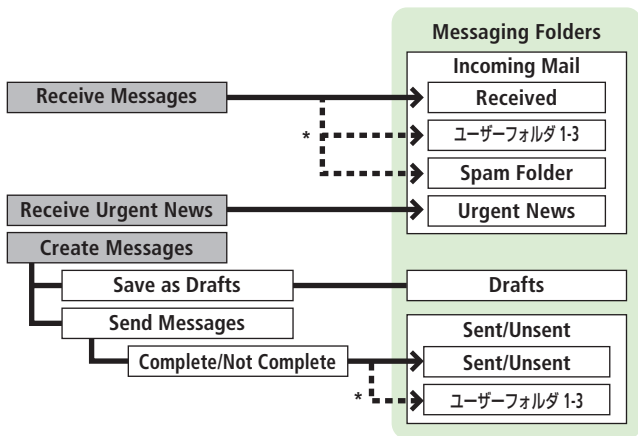 Messaging Folders
Incoming Mail
Receive Messages
Received
*
ユーザーフォルダ 1-3
Spam Folder
Receive Urgent News
Urgent News
Create Messages
Save as Drafts
Drafts
Send Messages
Sent/Unsent
Complete/Not Complete
Sent/Unsent
*
ユーザーフォルダ 1-3